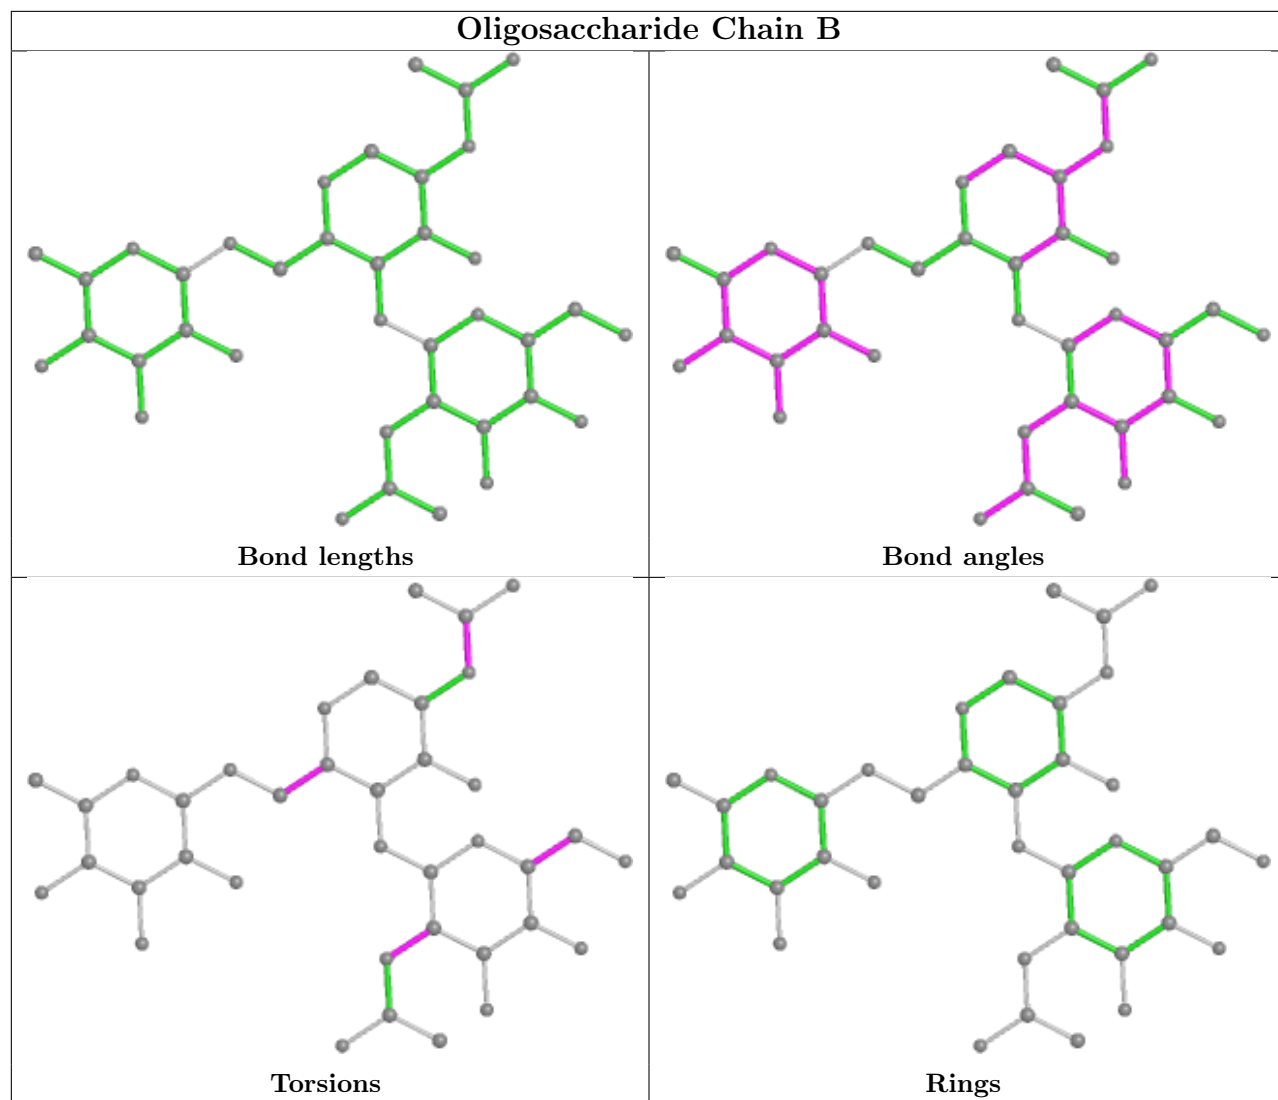 Oligosaccharide Chain B
Bond lengths
Bond angles
Torsions
Rings